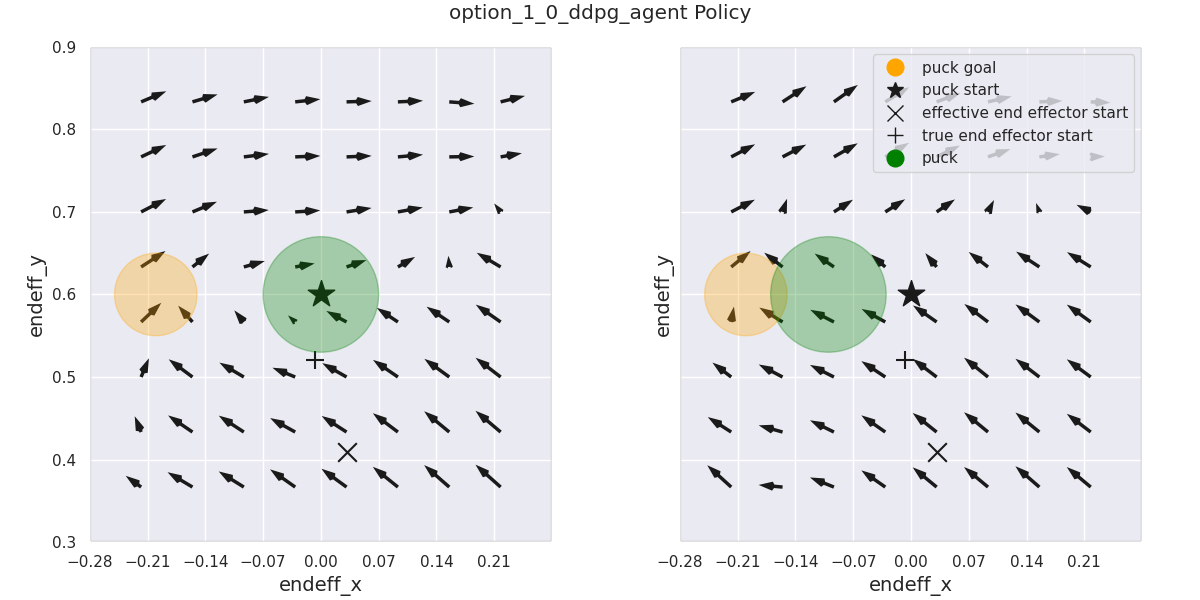 option_1_0_ddpg_agent Policy
0.9
0.8
0.7
0.6
0.5
0.4
0.3
endeff_y
−0.28 −0.21 −0.14 −0.07 0.00 0.07 0.14 0.21
endeff_x
puck goal
puck start
effective end effector start
true end effector start
puck
endeff_y
−0.28 −0.21 −0.14 −0.07 0.00 0.07 0.14 0.21
endeff_x